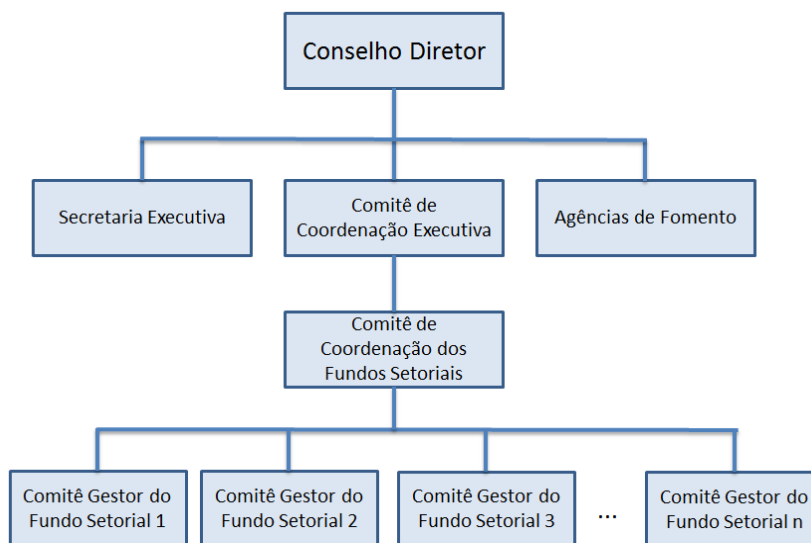 Conselho Diretor
Secretaria Executiva
Comitê de
Coordenação Executiva
Agências de Fomento
Comitê de
Coordenação dos
Fundos Setoriais
Comitê Gestor do
Fundo Setorial 1
Comitê Gestor do
Fundo Setorial 2
Comitê Gestor do
Fundo Setorial 3
...
Comitê Gestor do
Fundo Setorial n